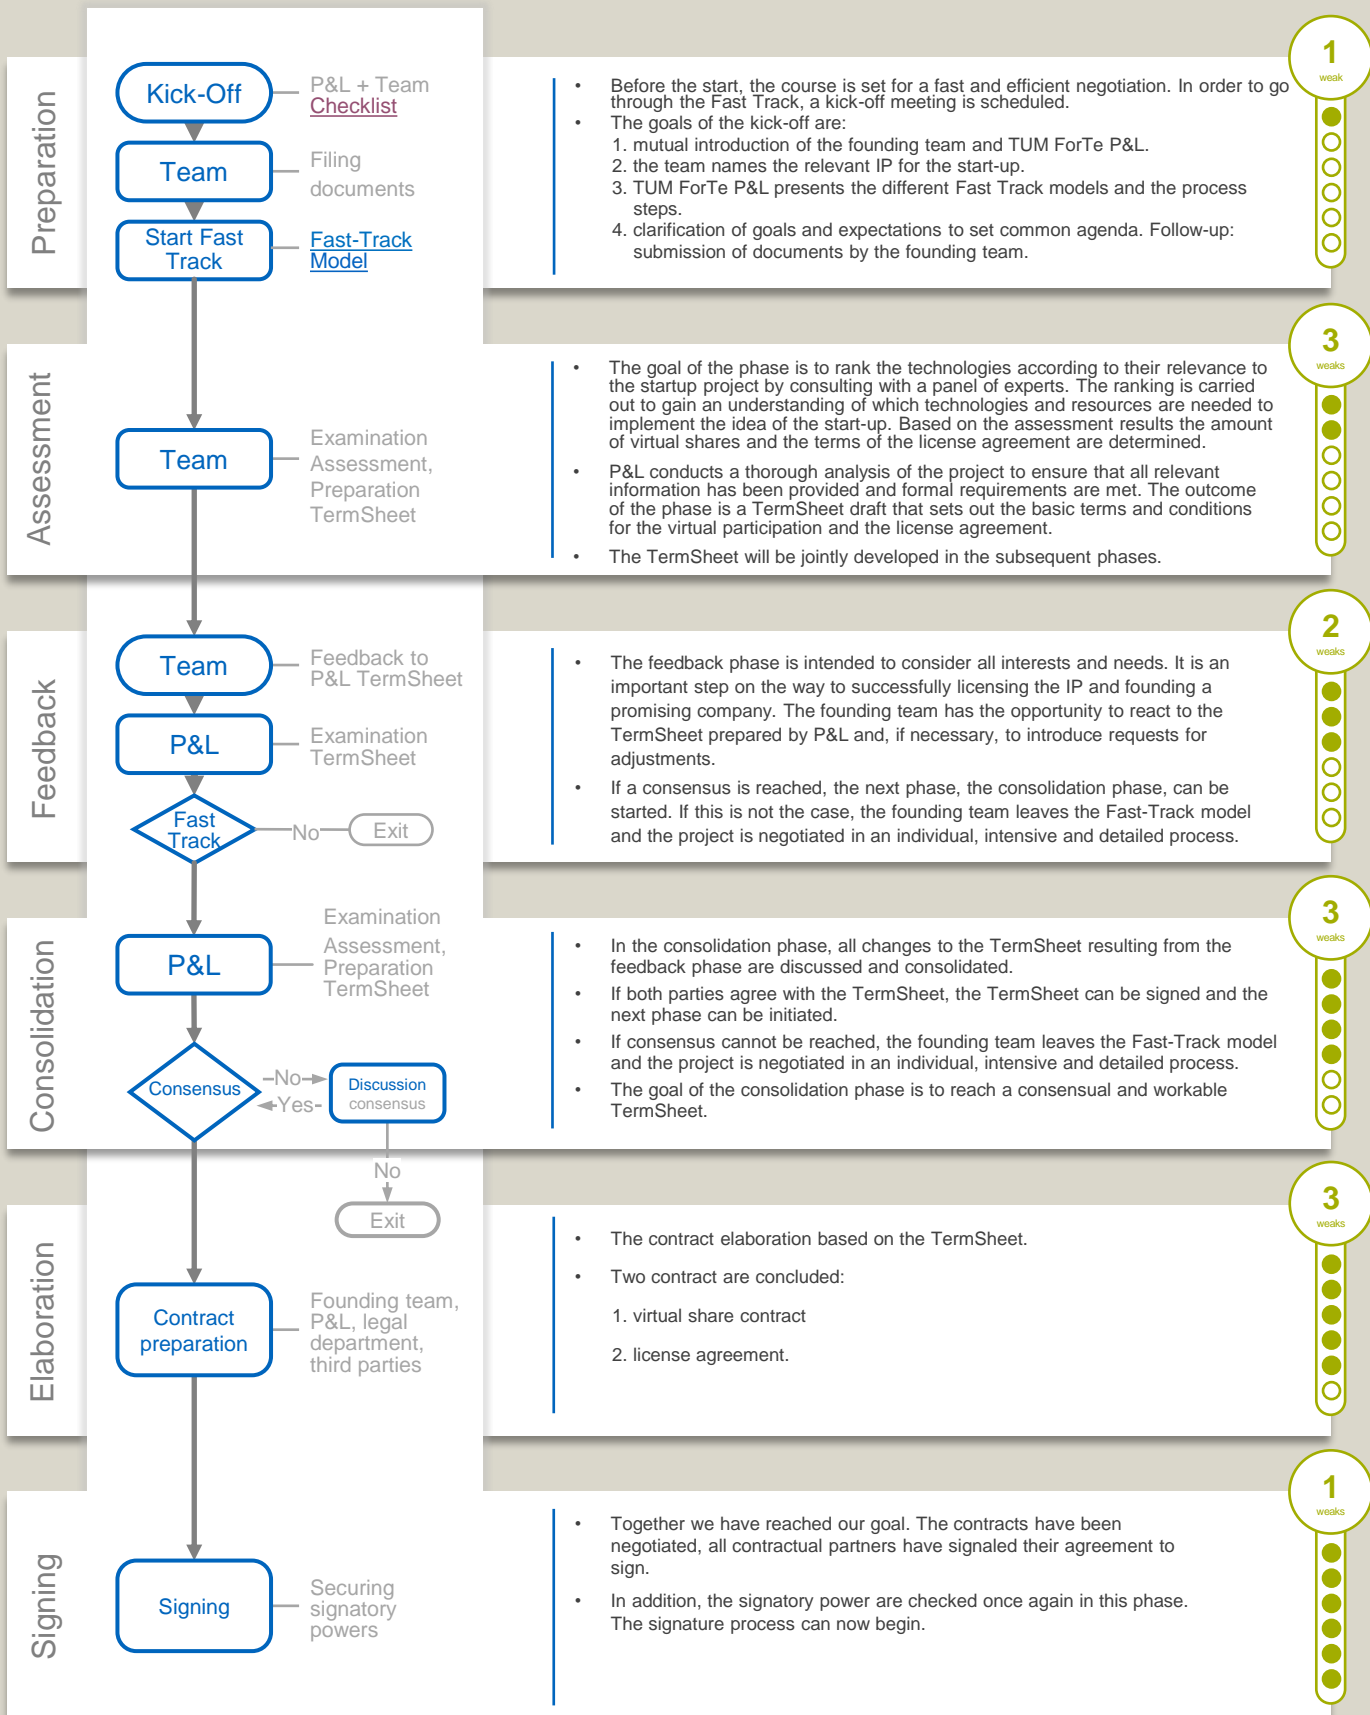 Preparation
Kick-Off
P&L + Team
Checklist
Team
Filing
documents
Start Fast
Track
Fast-Track
Model
• Before the start, the course is set for a fast and efficient negotiation. In order to go
through the Fast Track, a kick-off meeting is scheduled.
• The goals of the kick-off are:
1. mutual introduction of the founding team and TUM ForTe P&L.
2. the team names the relevant IP for the start-up.
3. TUM ForTe P&L presents the different Fast Track models and the process
steps.
4. clarification of goals and expectations to set common agenda. Follow-up:
submission of documents by the founding team.
1
weak
Assessment
Team
Examination
Assessment,
Preparation
TermSheet
• The goal of the phase is to rank the technologies according to their relevance to
the startup project by consulting with a panel of experts. The ranking is carried
out to gain an understanding of which technologies and resources are needed to
implement the idea of the start-up. Based on the assessment results the amount
of virtual shares and the terms of the license agreement are determined.
• P&L conducts a thorough analysis of the project to ensure that all relevant
information has been provided and formal requirements are met. The outcome
of the phase is a TermSheet draft that sets out the basic terms and conditions
for the virtual participation and the license agreement.
• The TermSheet will be jointly developed in the subsequent phases.
3
weaks
Feedback
Team
Feedback to
P&L TermSheet
P&L
Examination
TermSheet
Fast
Track
No
Exit
• The feedback phase is intended to consider all interests and needs. It is an
important step on the way to successfully licensing the IP and founding a
promising company. The founding team has the opportunity to react to the
TermSheet prepared by P&L and, if necessary, to introduce requests for
adjustments.
• If a consensus is reached, the next phase, the consolidation phase, can be
started. If this is not the case, the founding team leaves the Fast-Track model
and the project is negotiated in an individual, intensive and detailed process.
2
weaks
Consolidation
P&L
Examination
Assessment,
Preparation
TermSheet
Consensus
No
Yes
Discussion
consensus
No
Exit
• In the consolidation phase, all changes to the TermSheet resulting from the
feedback phase are discussed and consolidated.
• If both parties agree with the TermSheet, the TermSheet can be signed and the
next phase can be initiated.
• If consensus cannot be reached, the founding team leaves the Fast-Track model
and the project is negotiated in an individual, intensive and detailed process.
• The goal of the consolidation phase is to reach a consensual and workable
TermSheet.
3
weaks
Elaboration
Contract
preparation
Founding team,
P&L, legal
department,
third parties
• The contract elaboration based on the TermSheet.
• Two contract are concluded:
1. virtual share contract
2. license agreement.
3
weaks
Signing
Signing
Securing
signatory
powers
• Together we have reached our goal. The contracts have been
negotiated, all contractual partners have signaled their agreement to
sign.
• In addition, the signatory power are checked once again in this phase.
The signature process can now begin.
1
weaks